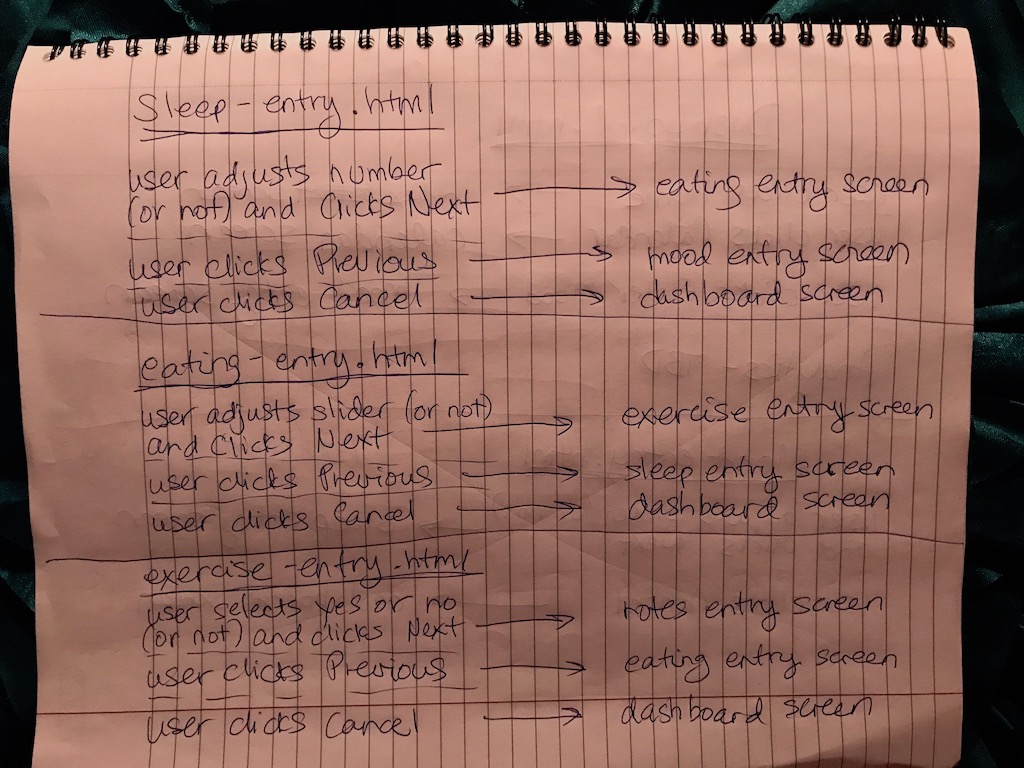 Sleep-entry.html
user adjusts number
(or not) and Clicks Next → eating entry screen
user clicks Previous → mood entry screen
user clicks Cancel → dashboard screen
eating-entry.html
user adjusts slider (or not) → exercise entry screen
and Clicks Next
user clicks Previous → sleep entry screen
user clicks Cancel → dashboard screen
exercise-entry.html
user selects yes or no → notes entry screen
(or not) and clicks Next
user clicks Previous → eating entry screen
user clicks Cancel → dashboard screen